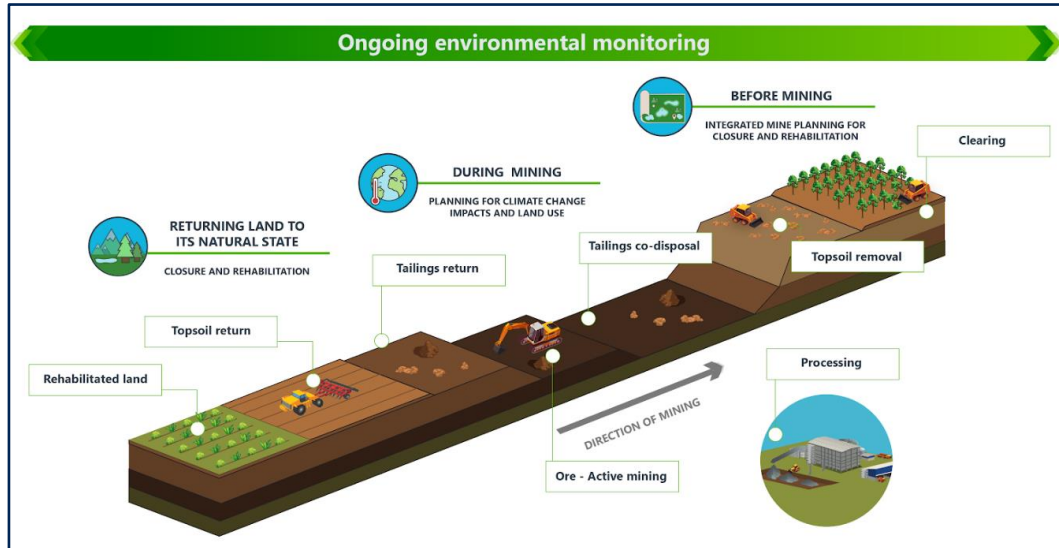 Ongoing environmental monitoring
BEFORE MINING
INTEGRATED MINE PLANNING FOR
CLOSURE AND REHABILITATION
Clearing
DURING MINING
PLANNING FOR CLIMATE CHANGE
IMPACTS AND LAND USE
RETURNING LAND TO
ITS NATURAL STATE
CLOSURE AND REHABILITATION
Tailings co-disposal
Topsoil removal
Tailings return
Topsoil return
Rehabilitated land
Processing
DIRECTION OF MINING
Ore - Active mining